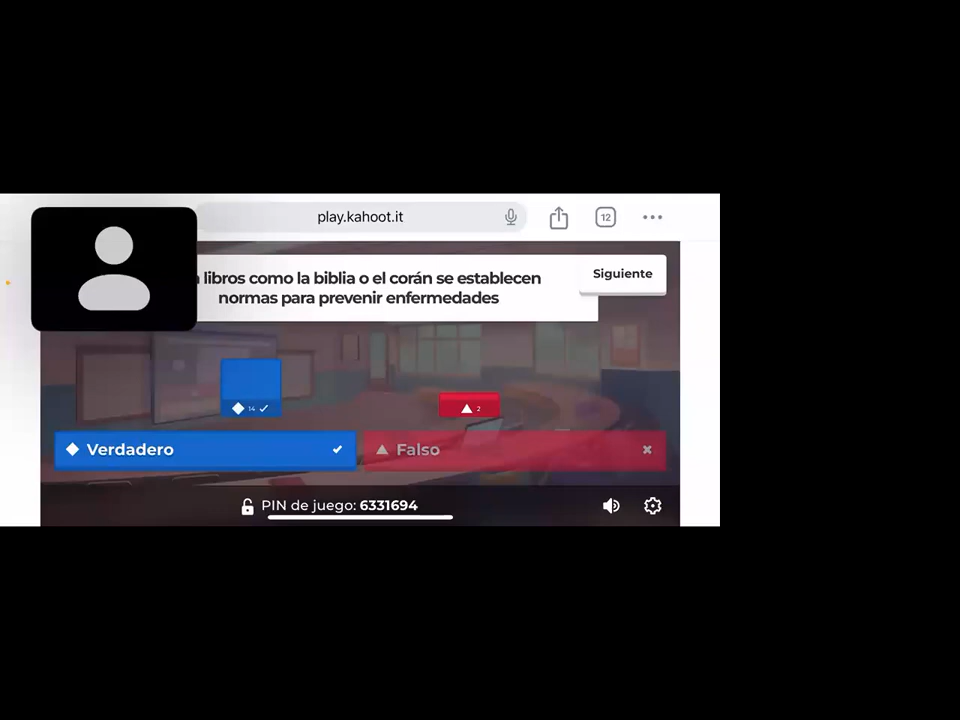 play.kahoot.it
12
libros como la biblia o el corán se establecen
normas para prevenir enfermedades
Siguiente
14
2
Verdadero
Falso
PIN de juego: 6331694